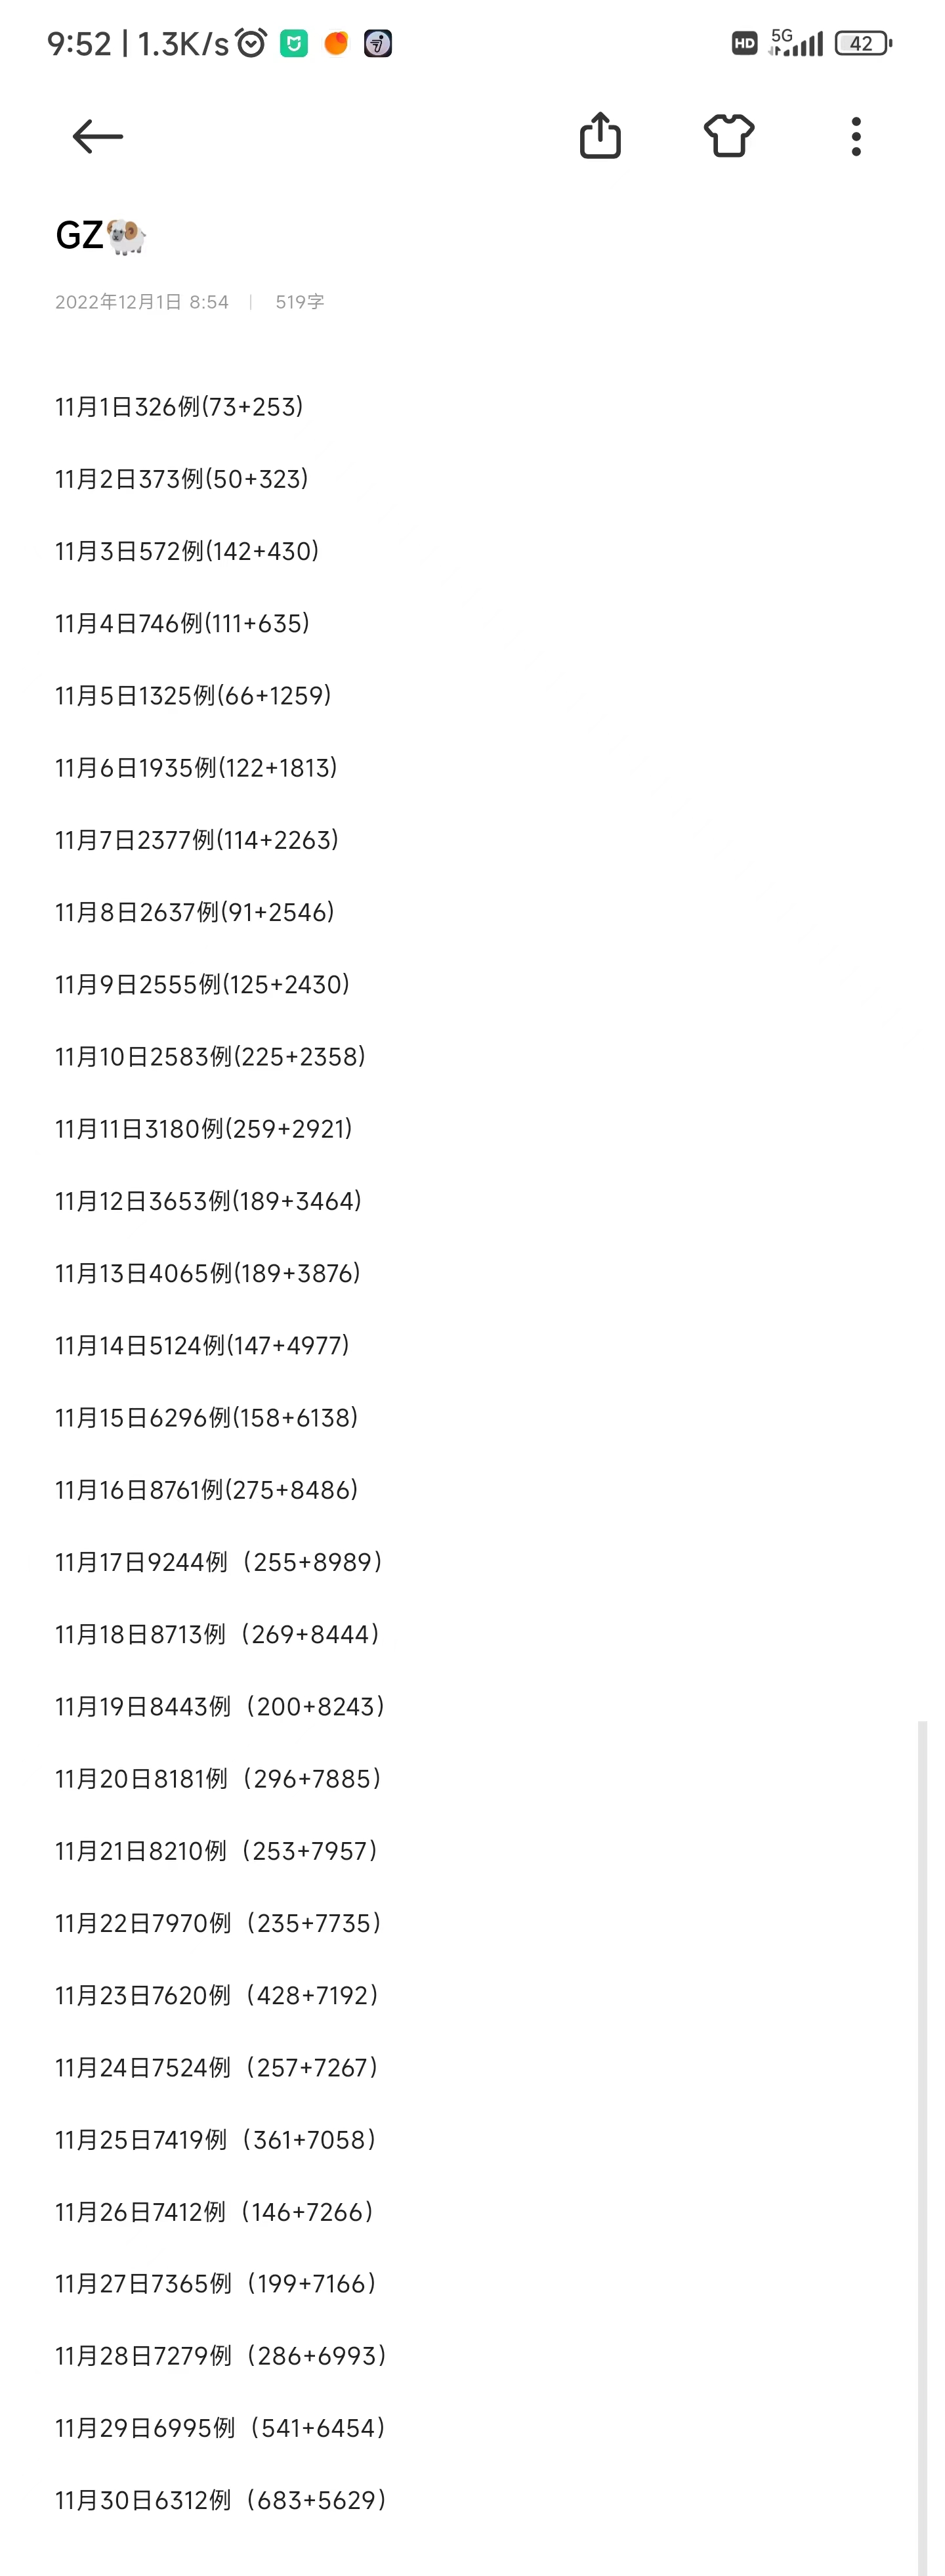 9:52 | 1.3K/s HD 5G 42
GZ🐏
2022年12月1日 8:54 | 519字
11月1日326例(73+253)
11月2日373例(50+323)
11月3日572例(142+430)
11月4日746例(111+635)
11月5日1325例(66+1259)
11月6日1935例(122+1813)
11月7日2377例(114+2263)
11月8日2637例(91+2546)
11月9日2555例(125+2430)
11月10日2583例(225+2358)
11月11日3180例(259+2921)
11月12日3653例(189+3464)
11月13日4065例(189+3876)
11月14日5124例(147+4977)
11月15日6296例(158+6138)
11月16日8761例(275+8486)
11月17日9244例（255+8989）
11月18日8713例（269+8444）
11月19日8443例（200+8243）
11月20日8181例（296+7885）
11月21日8210例（253+7957）
11月22日7970例（235+7735）
11月23日7620例（428+7192）
11月24日7524例（257+7267）
11月25日7419例（361+7058）
11月26日7412例（146+7266）
11月27日7365例（199+7166）
11月28日7279例（286+6993）
11月29日6995例（541+6454）
11月30日6312例（683+5629）